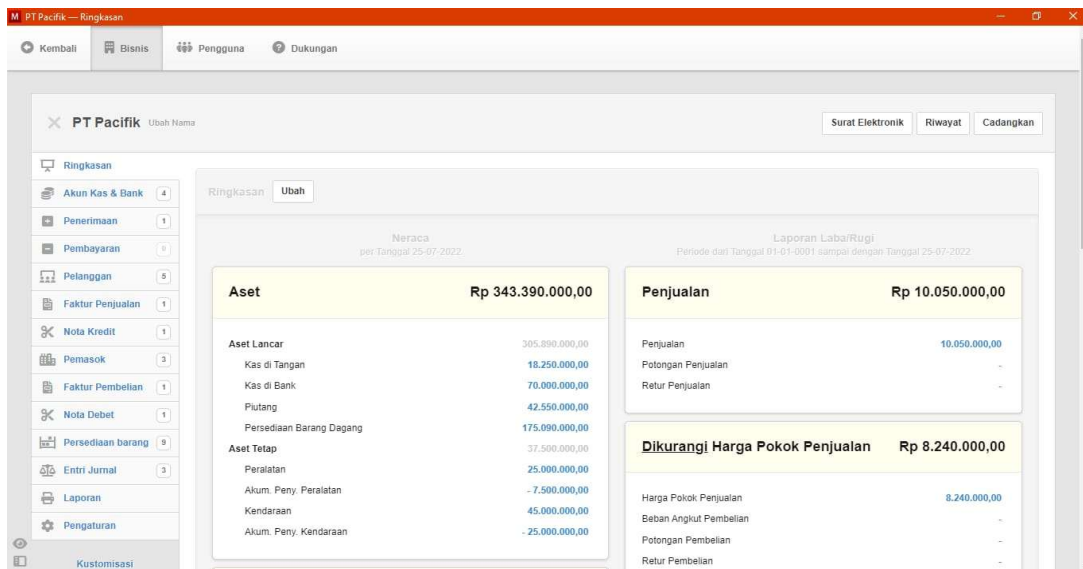 M PT Pacifik — Ringkasan
Kembali Bisnis Pengguna Dukungan
PT Pacifik Ubah Nama
Surat Elektronik Riwayat Cadangkan
Ringkasan
Akun Kas & Bank 4
Penerimaan 1
Pembayaran 0
Pelanggan 5
Faktur Penjualan 1
Nota Kredit 1
Pemasok 3
Faktur Pembelian 1
Nota Debet 1
Persediaan barang 9
Entri Jurnal 3
Laporan
Pengaturan
Kustomisasi
Ringkasan Ubah
Neraca
per Tanggal 25-07-2022
Aset Rp 343.390.000,00
Aset Lancar 305.890.000,00
Kas di Tangan 18.250.000,00
Kas di Bank 70.000.000,00
Piutang 42.550.000,00
Persediaan Barang Dagang 175.090.000,00
Aset Tetap 37.500.000,00
Peralatan 25.000.000,00
Akum. Peny. Peralatan - 7.500.000,00
Kendaraan 45.000.000,00
Akum. Peny. Kendaraan - 25.000.000,00
Laporan Laba/Rugi
Periode dari Tanggal 01-01-0001 sampai dengan Tanggal 25-07-2022
Penjualan Rp 10.050.000,00
Penjualan 10.050.000,00
Potongan Penjualan -
Retur Penjualan -
Dikurangi Harga Pokok Penjualan Rp 8.240.000,00
Harga Pokok Penjualan 8.240.000,00
Beban Angkut Pembelian -
Potongan Pembelian -
Retur Pembelian -